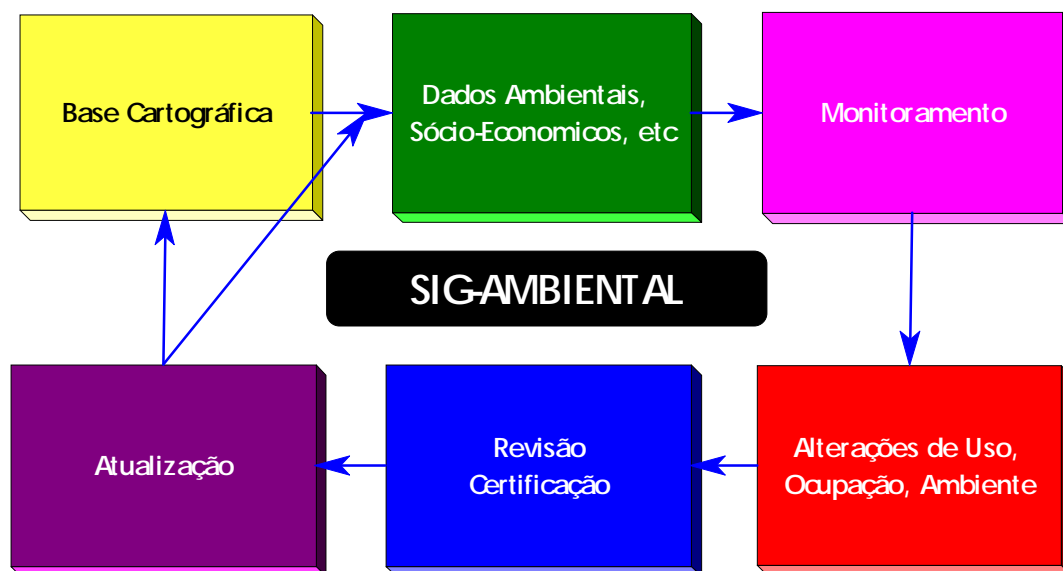 Base Cartográfica
Dados Ambientais,
Sócio-Economicos, etc
Monitoramento
SIG-AMBIENTAL
Atualização
Revisão
Certificação
Alterações de Uso,
Ocupação, Ambiente